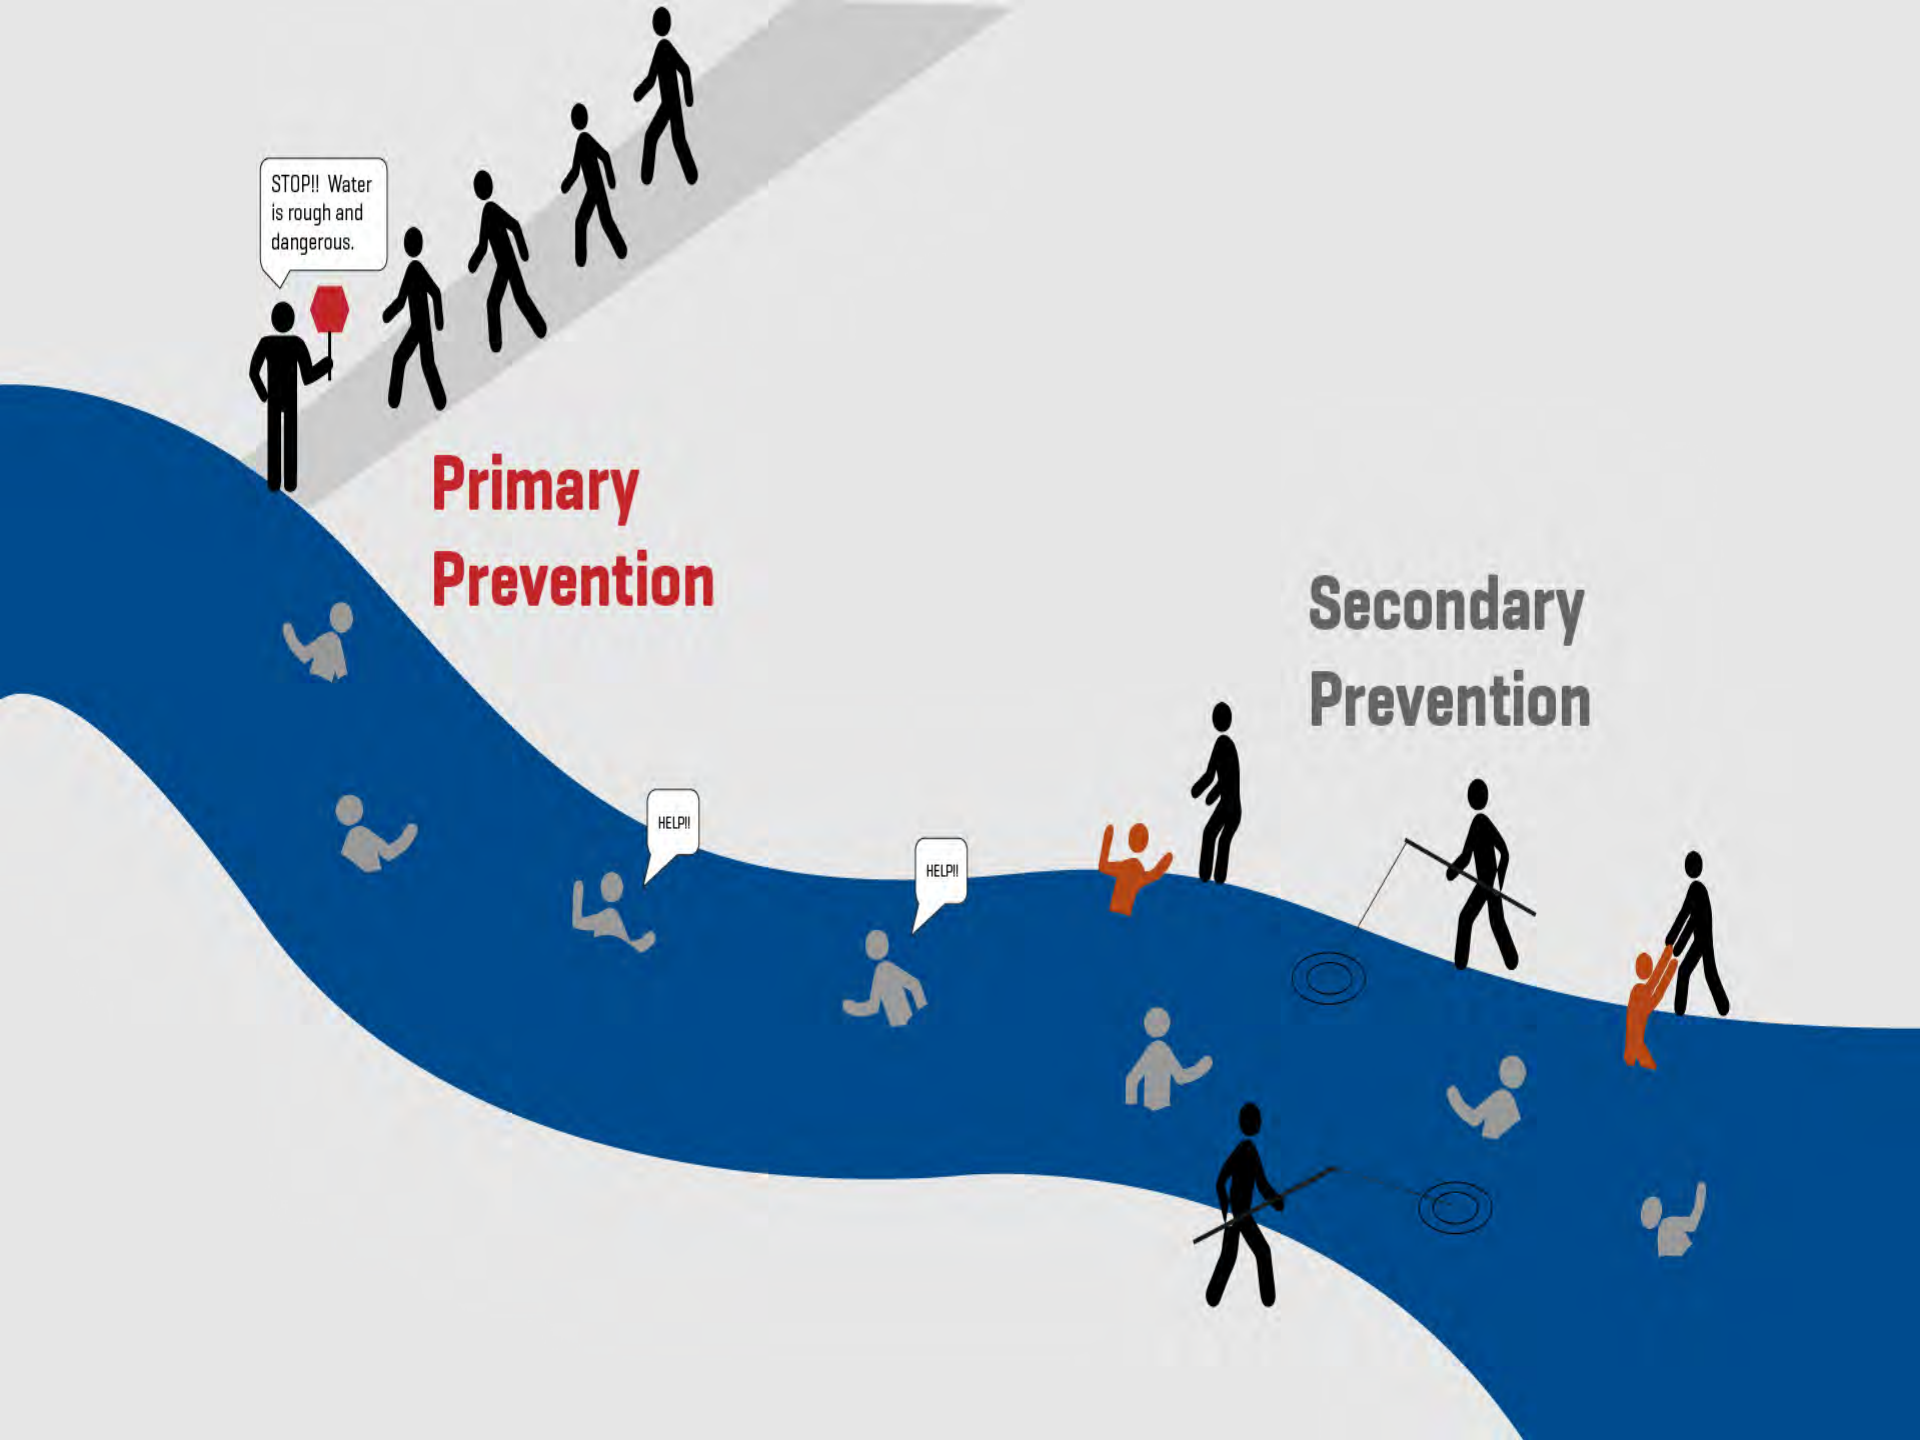 STOP!! Water
is rough and
dangerous.
Primary
Prevention
Secondary
Prevention
HELP!!
HELP!!